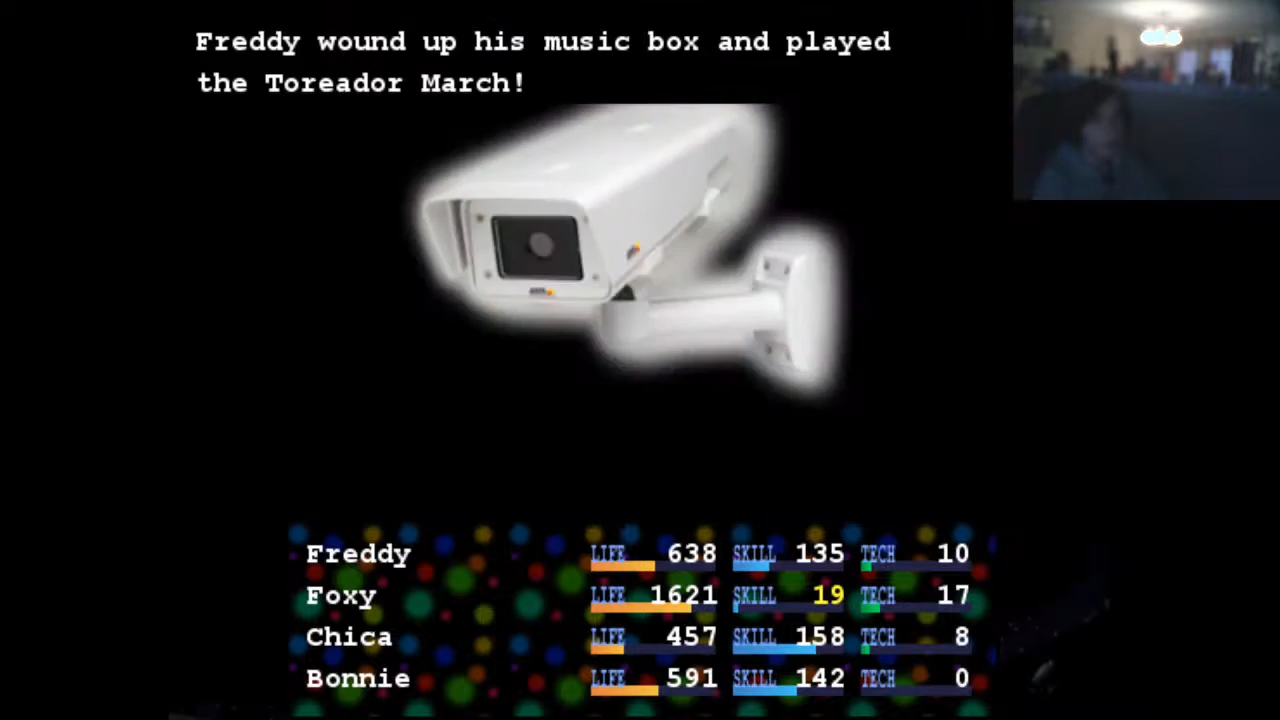 Freddy wound up his music box and played
the Toreador March!
Freddy LIFE 638 SKILL 135 TECH 10
Foxy LIFE 1621 SKILL 19 TECH 17
Chica LIFE 457 SKILL 158 TECH 8
Bonnie LIFE 591 SKILL 142 TECH 0